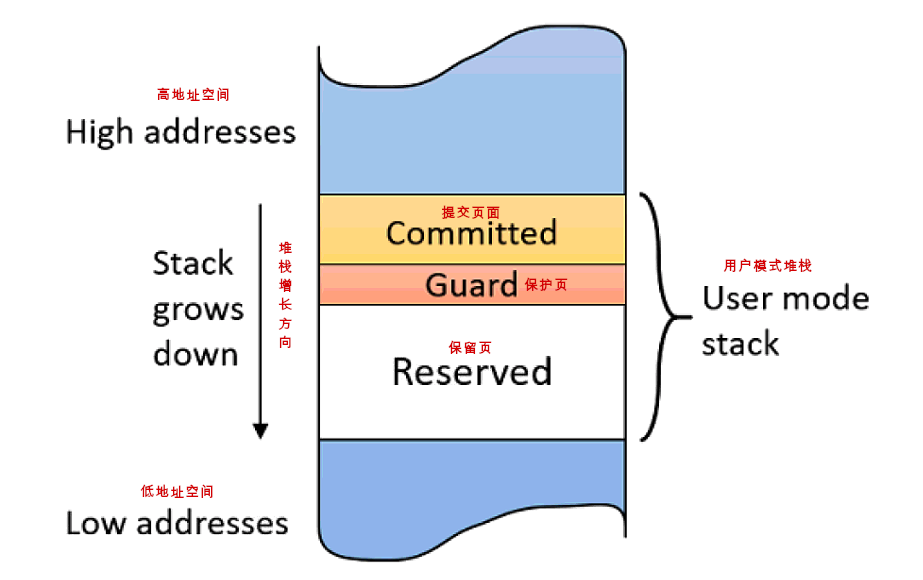 高地址空间
High addresses
提交页面
Committed
Guard 保护页
保留页
Reserved
Stack
grows
down
堆
栈
增
长
方
向
用户模式堆栈
User mode
stack
低地址空间
Low addresses